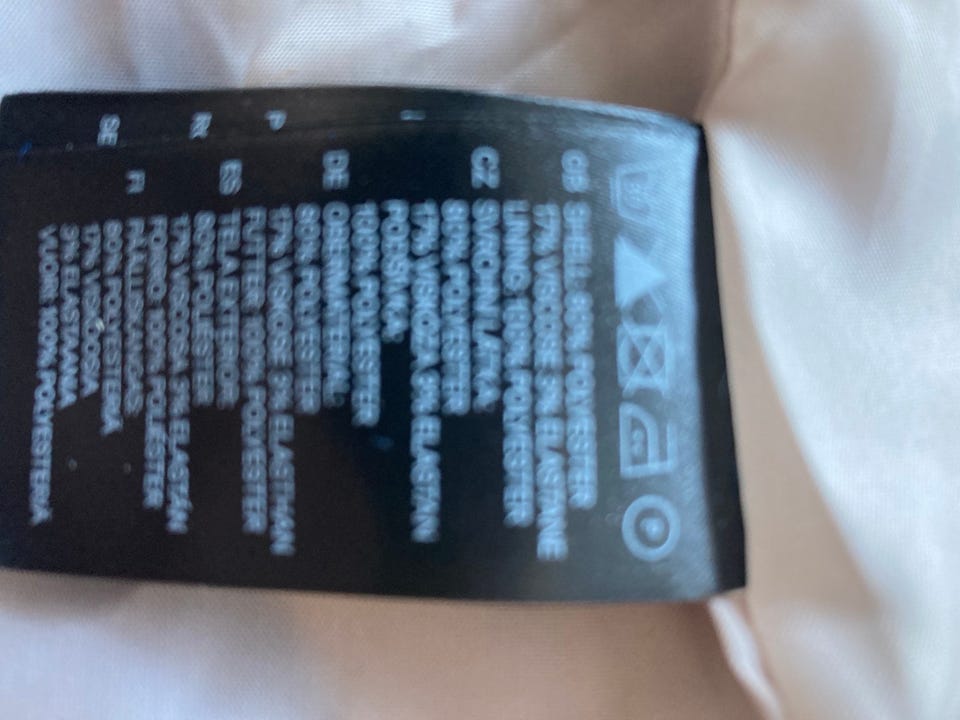 GB SHELL: 80% POLYESTER
17% VISCOSE 3% ELASTANE
LINING: 100% POLYESTER
CZ SVRCHNÍ LÁTKA:
80% POLYESTER
17% VISKÓZA 3% ELASTAN
PODŠÍVKA:
100% POLYESTER
DE OBERMATERIAL:
80% POLYESTER
17% VISKOSE 3% ELASTHAN
FUTTER: 100% POLYESTER
ES TELA EXTERIOR:
80% POLIÉSTER
17% VISCOSA 3% ELASTÁN
FORRO: 100% POLIÉSTER
FI PÄÄLLISKANGAS:
80% POLYESTERIÄ
17% VISKOOSIA
3% ELASTAANIA
VUORI: 100% POLYESTERIÄ
P
SE